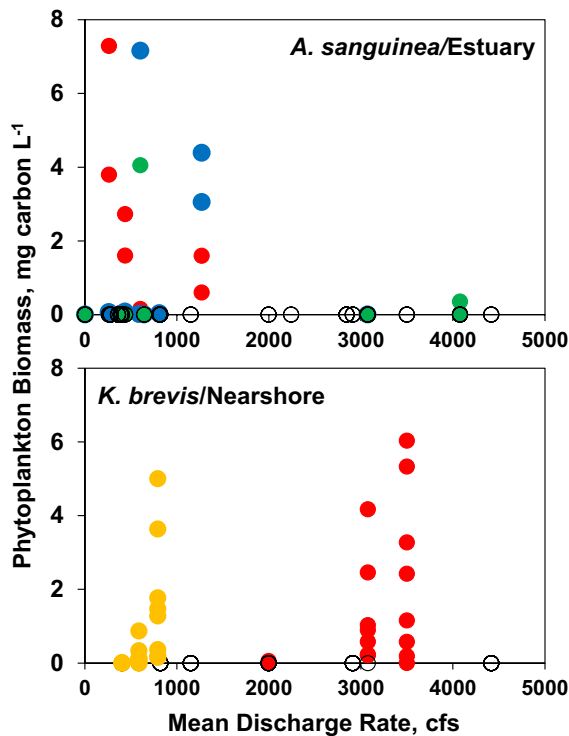 Phytoplankton Biomass, mg carbon L-1
8
6
4
2
0
A. sanguinea/Estuary
0 1000 2000 3000 4000 5000
8
6
4
2
0
K. brevis/Nearshore
0 1000 2000 3000 4000 5000
Mean Discharge Rate, cfs